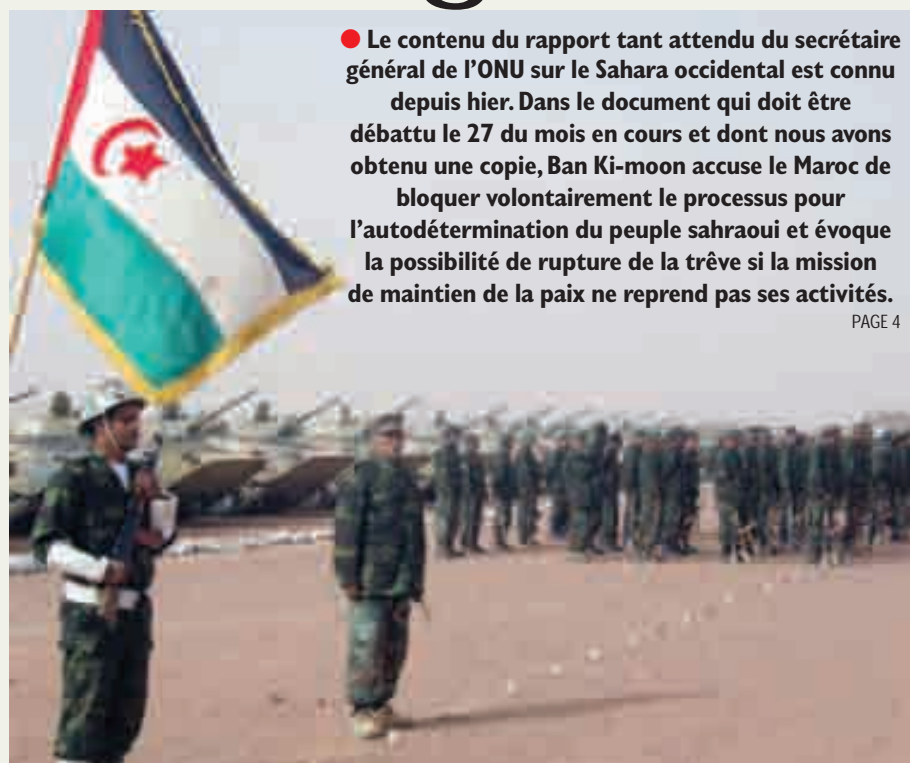 ● Le contenu du rapport tant attendu du secrétaire
général de l’ONU sur le Sahara occidental est connu
depuis hier. Dans le document qui doit être
débattu le 27 du mois en cours et dont nous avons
obtenu une copie, Ban Ki-moon accuse le Maroc de
bloquer volontairement le processus pour
l’autodétermination du peuple sahraoui et évoque
la possibilité de rupture de la trêve si la mission
de maintien de la paix ne reprend pas ses activités.
PAGE 4